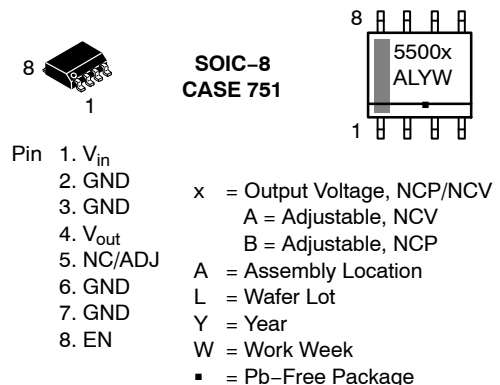 8
1
SOIC−8
CASE 751
8
5500x
ALYW
▪
1
Pin 1. Vin
2. GND
3. GND
4. Vout
5. NC/ADJ
6. GND
7. GND
8. EN
x = Output Voltage, NCP/NCV
A = Adjustable, NCV
B = Adjustable, NCP
A = Assembly Location
L = Wafer Lot
Y = Year
W = Work Week
▪ = Pb−Free Package